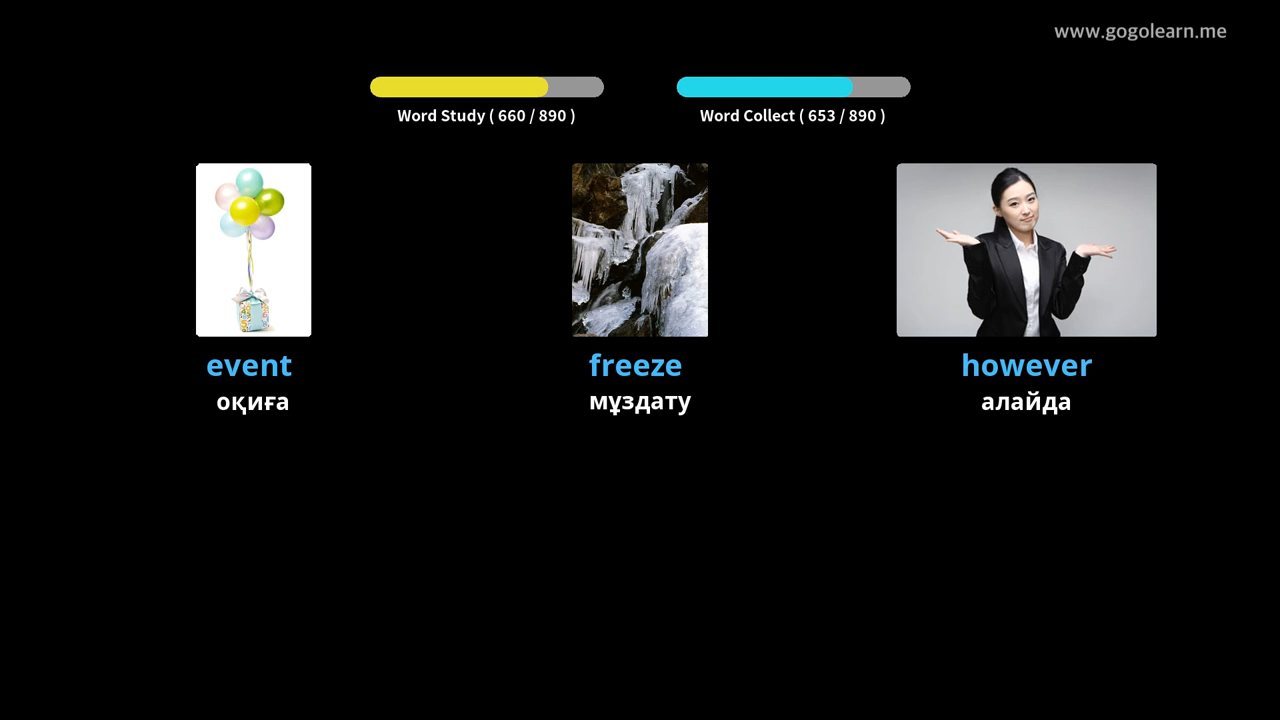 www.gogolearn.me
Word Study ( 660 / 890 )
Word Collect ( 653 / 890 )
event
оқиға
freeze
мұздату
however
алайда